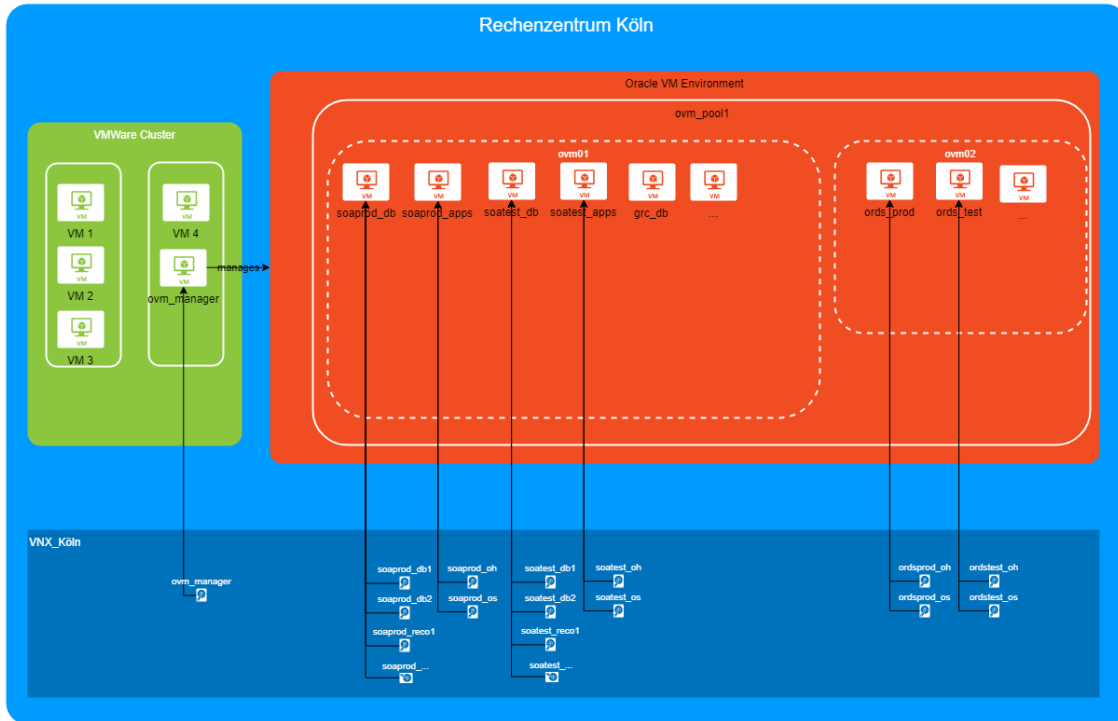 Rechenzentrum Köln
Oracle VM Environment
ovm_pool1
VMWare Cluster
ovm01
ovm02
VM
VM 1
VM
VM 2
VM
VM 3
VM
VM 4
VM
ovm_manager
manages
VM
soaprod_db
VM
soaprod_apps
VM
soatest_db
VM
soatest_apps
VM
grc_db
VM
...
VM
ords_prod
VM
ords_test
VM
...
VNX_Köln
ovm_manager
soaprod_db1
soaprod_db2
soaprod_reco1
soaprod_...
soaprod_oh
soaprod_os
soatest_db1
soatest_db2
soatest_reco1
soatest_...
soatest_oh
soatest_os
ordsprod_oh
ordsprod_os
ordstest_oh
ordstest_os